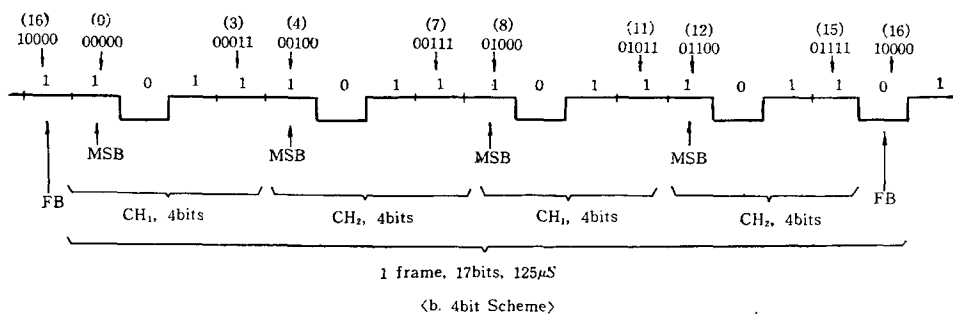 (16) (0) (3) (4) (7) (8) (11) (12) (15) (16)
10000 00000 00011 00100 00111 01000 01011 01100 01111 10000
1 1 0 1 1 1 0 1 1 1 0 1 1 1 0 1 1 0 1
MSB MSB MSB MSB
FB CH₁, 4bits CH₂, 4bits CH₁, 4bits CH₂, 4bits FB
1 frame, 17bits, 125μS
⟨b. 4bit Scheme⟩